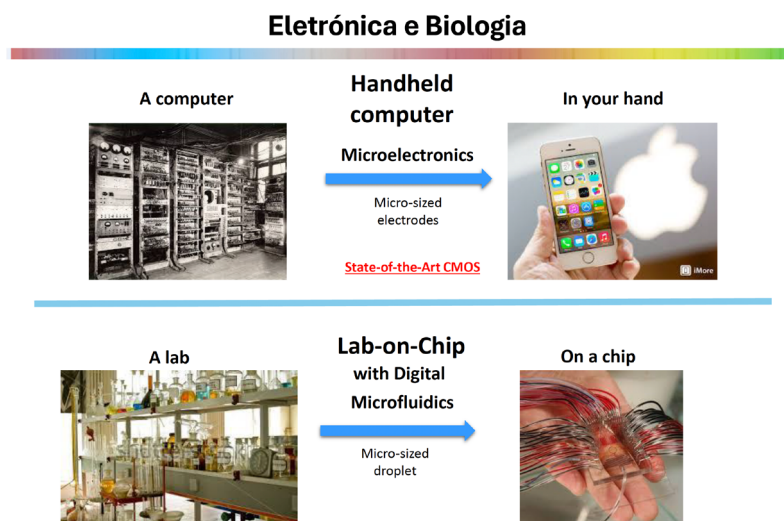 Eletrónica e Biologia
A computer
Handheld
computer
In your hand
Microelectronics
Micro-sized
electrodes
State-of-the-Art CMOS
iMore
A lab
Lab-on-Chip
with Digital
Microfluidics
On a chip
Micro-sized
droplet